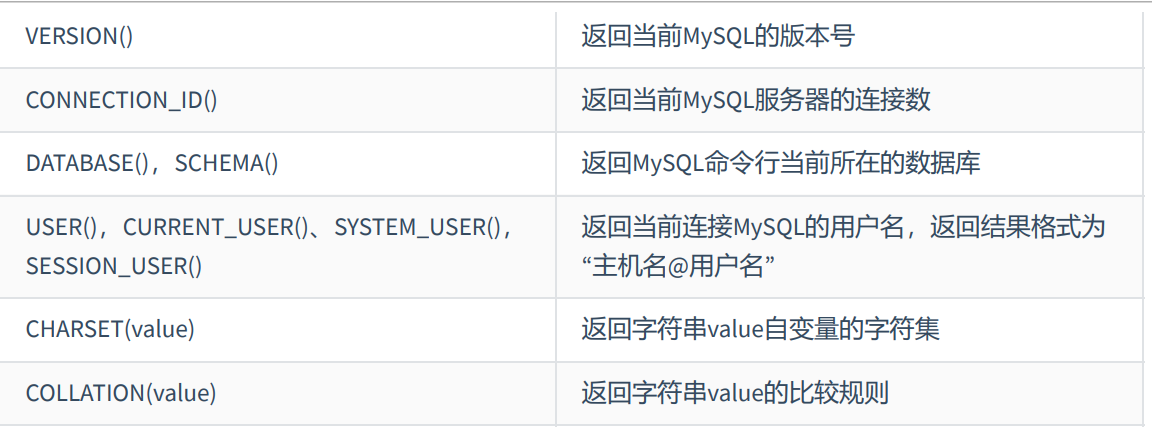 VERSION() 返回当前MySQL的版本号
CONNECTION_ID() 返回当前MySQL服务器的连接数
DATABASE()，SCHEMA() 返回MySQL命令行当前所在的数据库
USER()，CURRENT_USER()、SYSTEM_USER()，
SESSION_USER()
返回当前连接MySQL的用户名，返回结果格式为
“主机名@用户名”
CHARSET(value) 返回字符串value自变量的字符集
COLLATION(value) 返回字符串value的比较规则